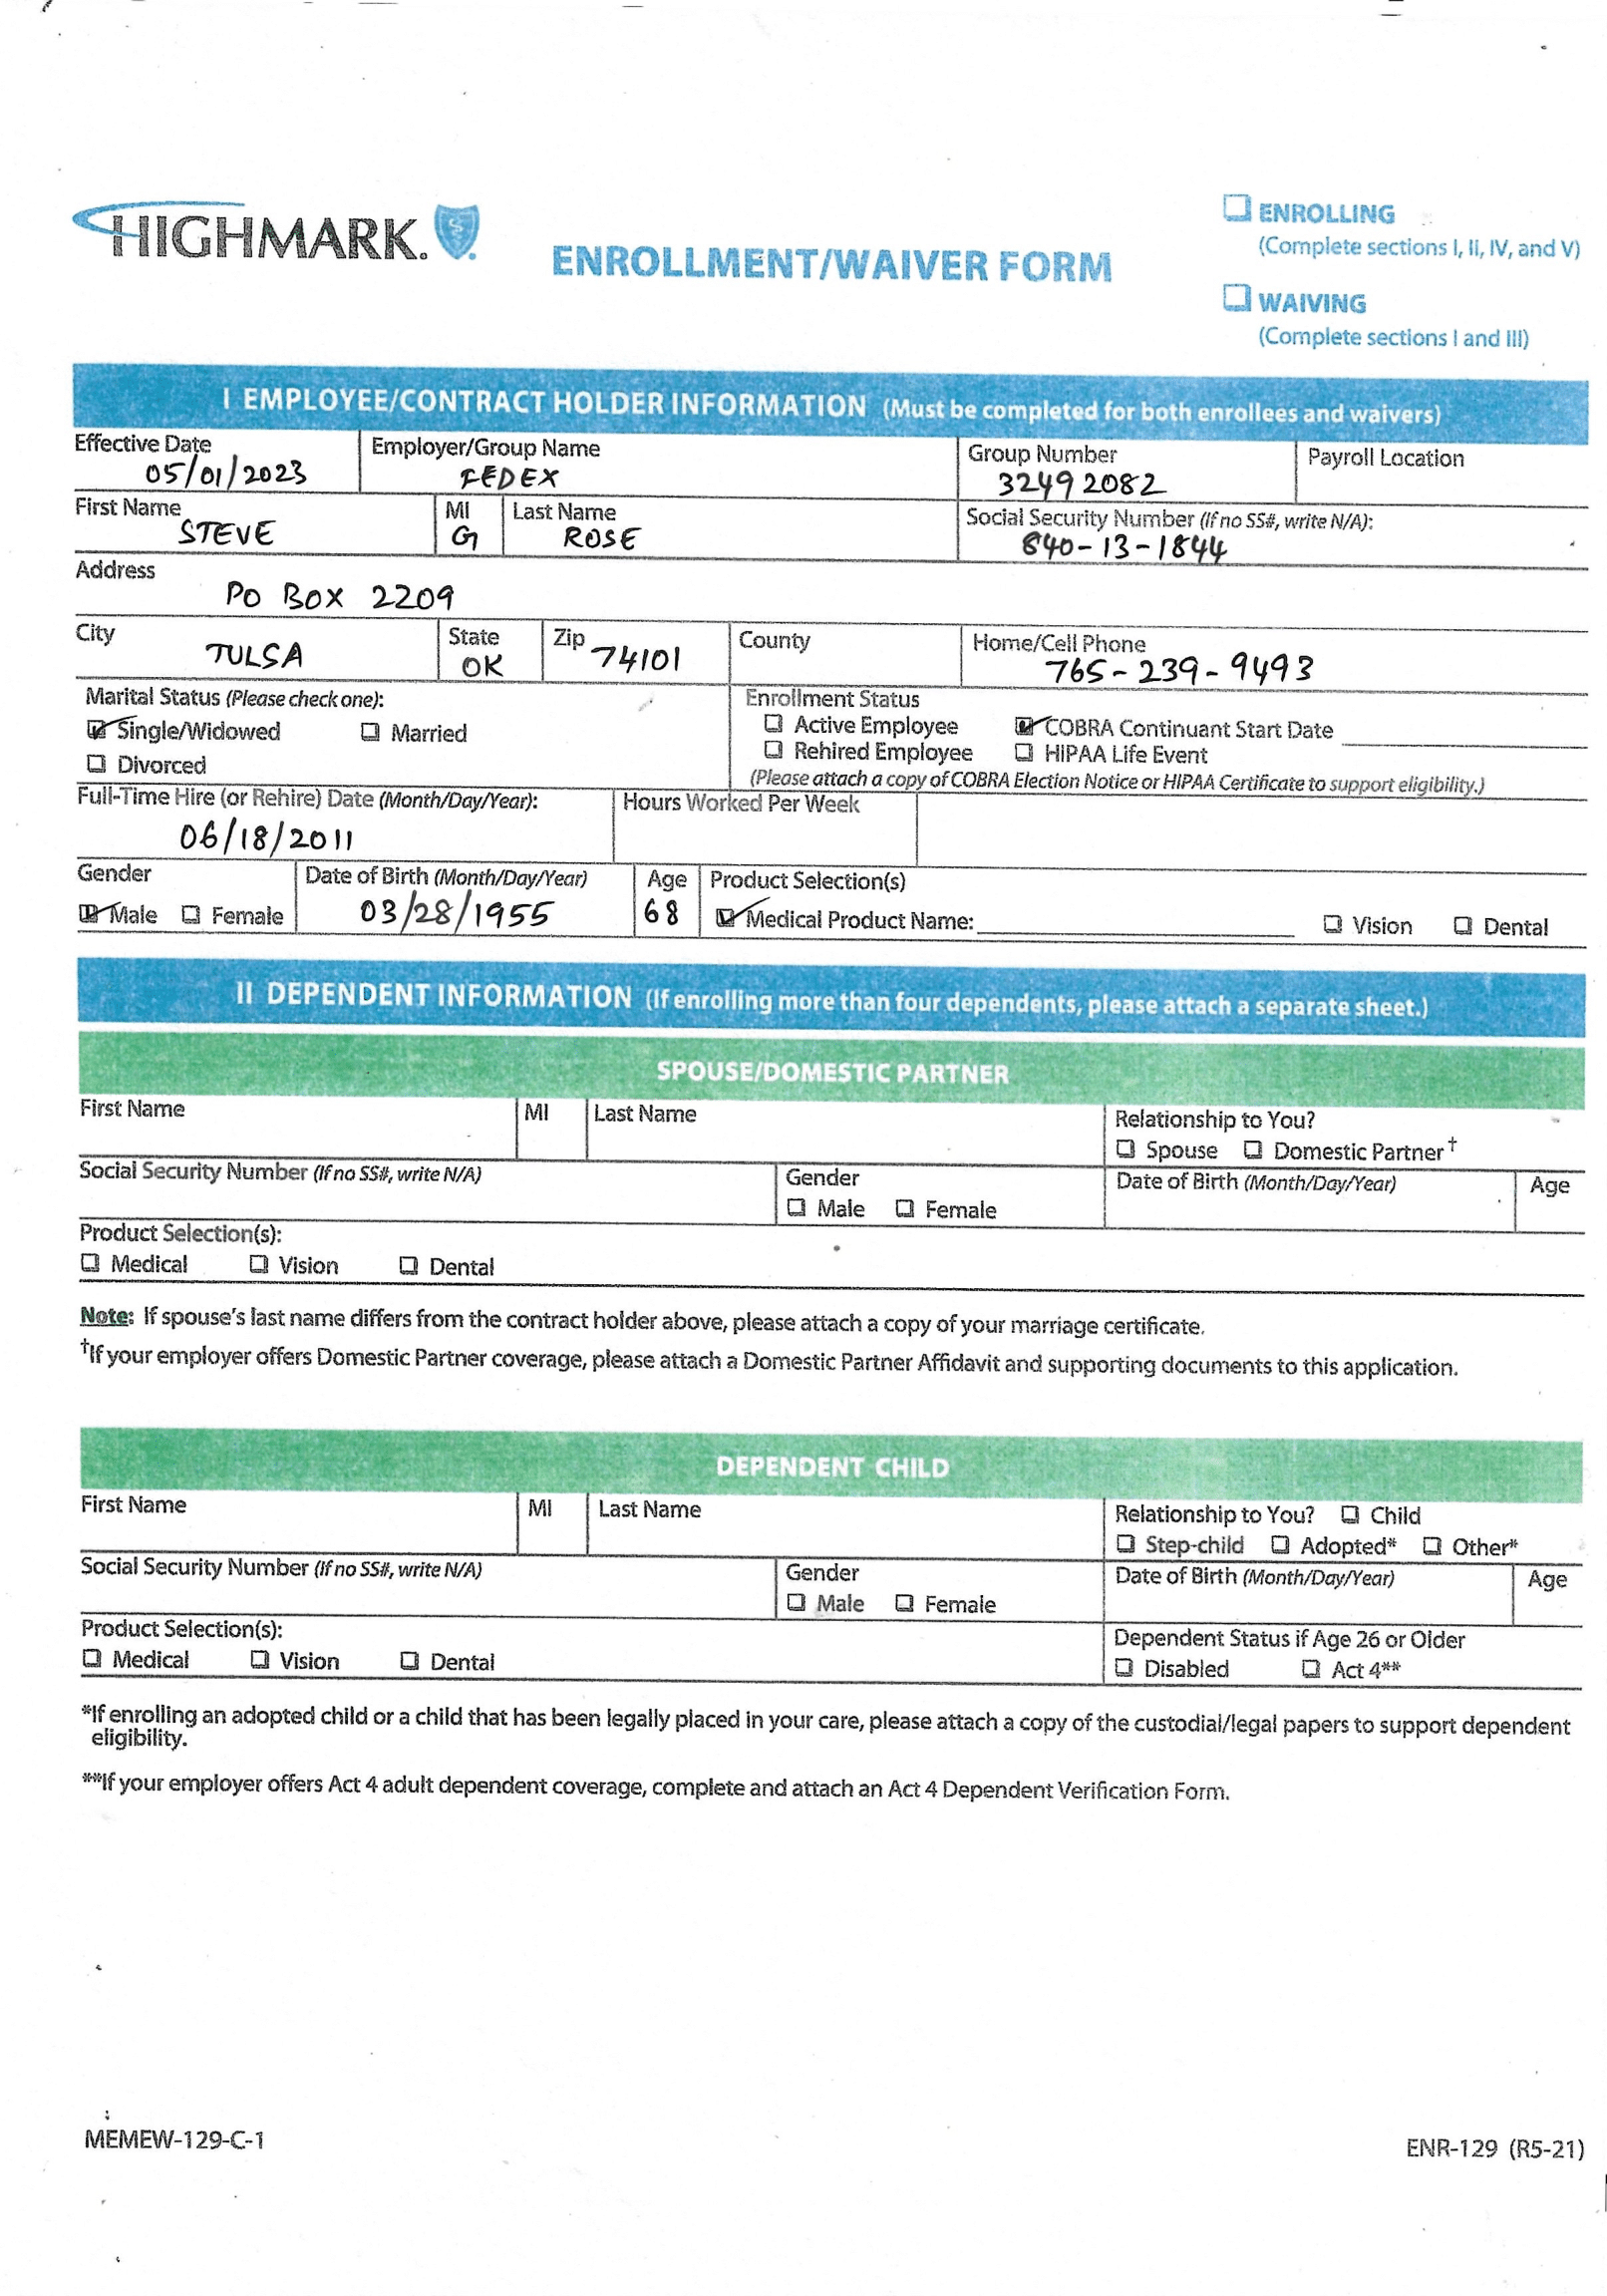 HIGHMARK.
ENROLLMENT/WAIVER FORM
ENROLLING
(Complete sections I, II, IV, and V)
WAIVING
(Complete sections I and III)
I EMPLOYEE/CONTRACT HOLDER INFORMATION (Must be completed for both enrollees and waivers)
Effective Date Employer/Group Name Group Number Payroll Location
05/01/2023 FEDEX 32492082
First Name MI Last Name Social Security Number (If no SS#, write N/A):
STEVE G ROSE 840-13-1844
Address
PO BOX 2209
City State Zip County Home/Cell Phone
TULSA OK 74101 765-239-9493
Marital Status (Please check one): Enrollment Status
Single/Widowed Married Active Employee COBRA Continuant Start Date
Divorced Rehired Employee HIPAA Life Event
(Please attach a copy of COBRA Election Notice or HIPAA Certificate to support eligibility.)
Full-Time Hire (or Rehire) Date (Month/Day/Year): Hours Worked Per Week
06/18/2011
Gender Date of Birth (Month/Day/Year) Age Product Selection(s)
Male Female 03/28/1955 68 Medical Product Name: Vision Dental
II DEPENDENT INFORMATION (If enrolling more than four dependents, please attach a separate sheet.)
SPOUSE/DOMESTIC PARTNER
First Name MI Last Name Relationship to You?
Spouse Domestic Partner†
Social Security Number (If no SS#, write N/A) Gender Date of Birth (Month/Day/Year) Age
Male Female
Product Selection(s):
Medical Vision Dental
Note: If spouse's last name differs from the contract holder above, please attach a copy of your marriage certificate.
†If your employer offers Domestic Partner coverage, please attach a Domestic Partner Affidavit and supporting documents to this application.
DEPENDENT CHILD
First Name MI Last Name Relationship to You? Child
Step-child Adopted* Other*
Social Security Number (If no SS#, write N/A) Gender Date of Birth (Month/Day/Year) Age
Male Female
Product Selection(s): Dependent Status if Age 26 or Older
Medical Vision Dental Disabled Act 4**
*If enrolling an adopted child or a child that has been legally placed in your care, please attach a copy of the custodial/legal papers to support dependent
eligibility.
**If your employer offers Act 4 adult dependent coverage, complete and attach an Act 4 Dependent Verification Form.
MEMEW-129-C-1
ENR-129 (R5-21)